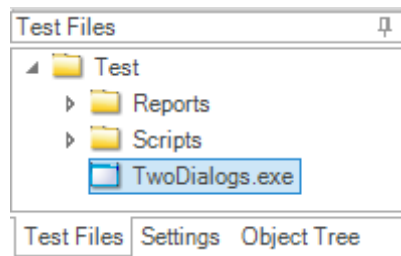 Test Files
Test
Reports
Scripts
TwoDialogs.exe
Test Files Settings Object Tree